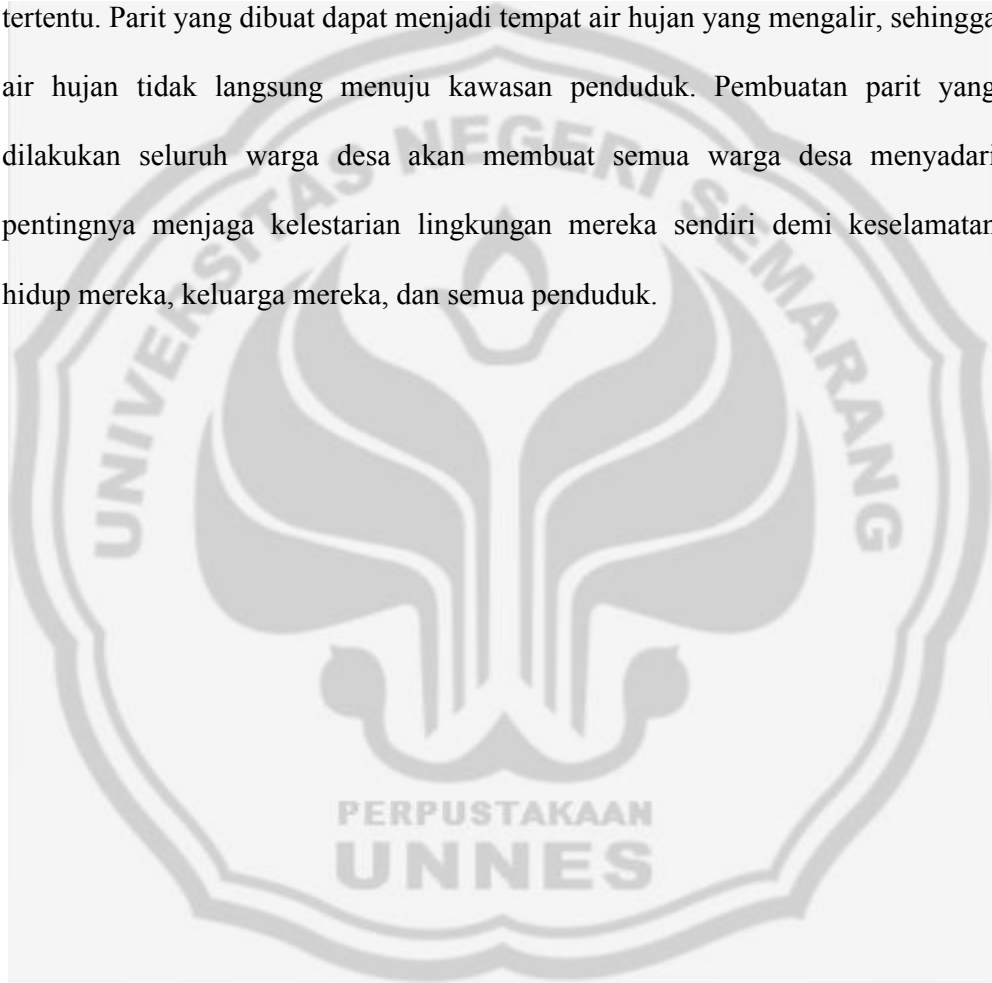 tertentu. Parit yang dibuat dapat menjadi tempat air hujan yang mengalir, sehingga
air hujan tidak langsung menuju kawasan penduduk. Pembuatan parit yang
dilakukan seluruh warga desa akan membuat semua warga desa menyadari
pentingnya menjaga kelestarian lingkungan mereka sendiri demi keselamatan
hidup mereka, keluarga mereka, dan semua penduduk.
UNIVERSITAS NEGERI SEMARANG
PERPUSTAKAAN
UNNES